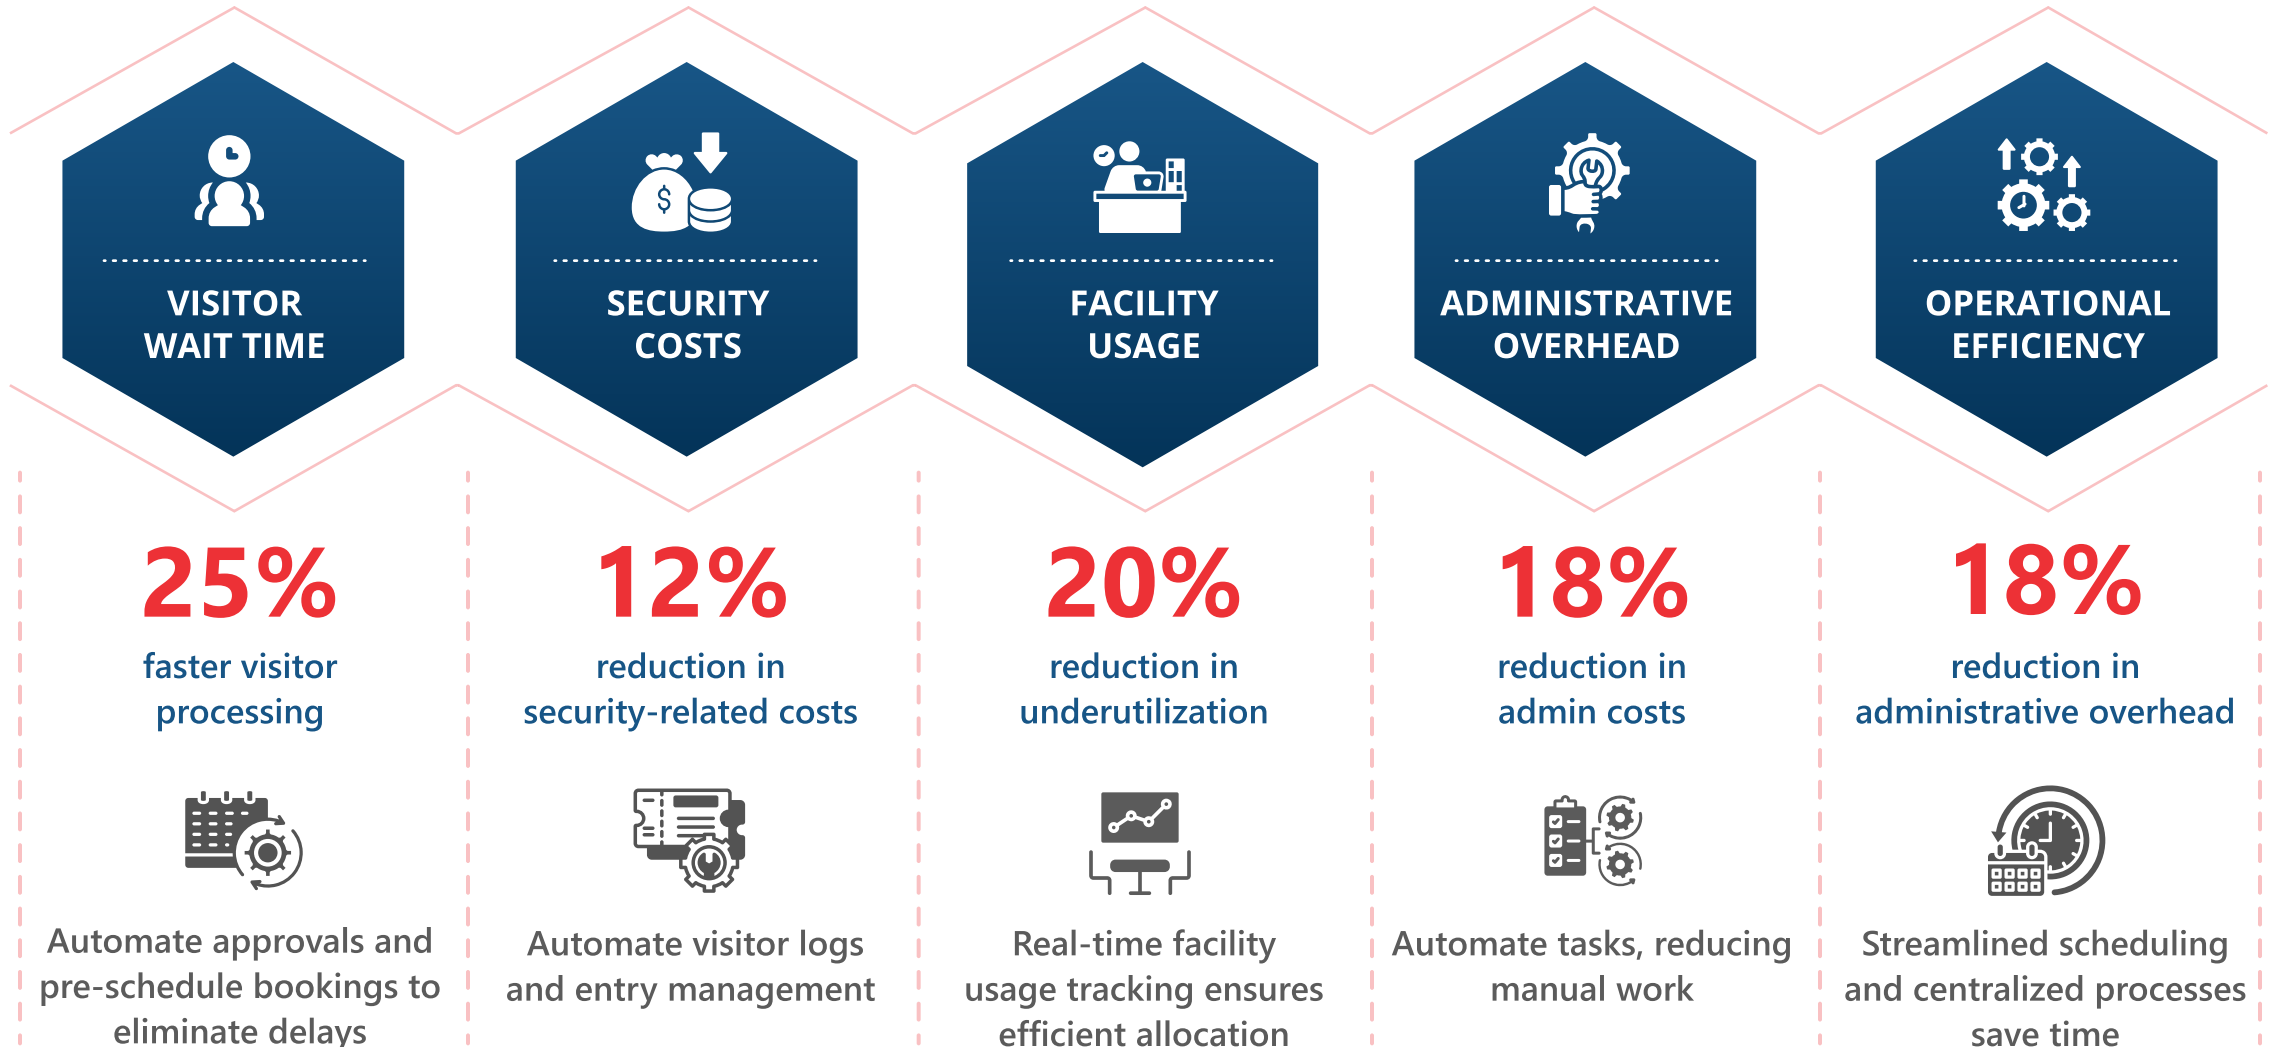 VISITOR
WAIT TIME
25%
faster visitor
processing
Automate approvals and
pre-schedule bookings to
eliminate delays
$
SECURITY
COSTS
12%
reduction in
security-related costs
Automate visitor logs
and entry management
FACILITY
USAGE
20%
reduction in
underutilization
Real-time facility
usage tracking ensures
efficient allocation
ADMINISTRATIVE
OVERHEAD
18%
reduction in
admin costs
Automate tasks, reducing
manual work
OPERATIONAL
EFFICIENCY
18%
reduction in
administrative overhead
Streamlined scheduling
and centralized processes
save time